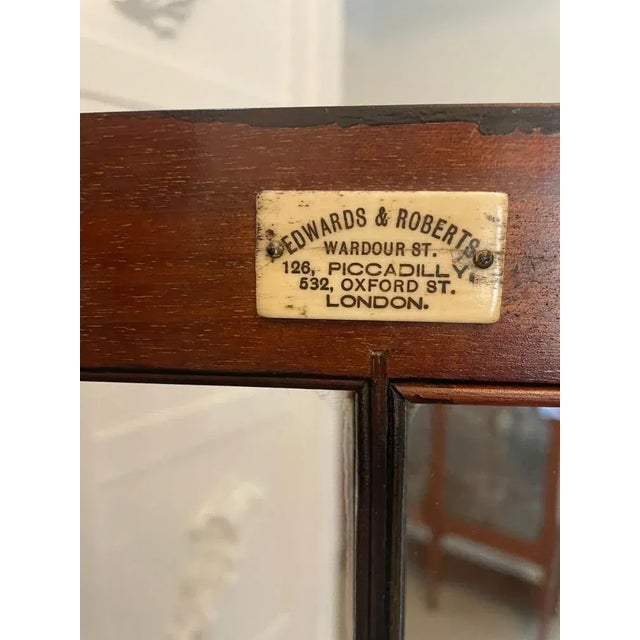 EDWARDS & ROBERTS
WARDOUR ST.
126, PICCADILLY.
532, OXFORD ST.
LONDON.